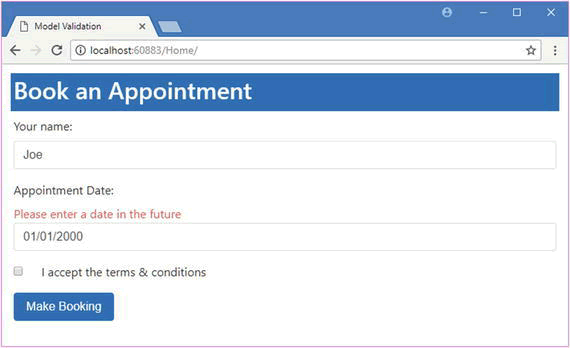 Model Validation
localhost:60883/Home/
Book an Appointment
Your name:
Joe
Appointment Date:
Please enter a date in the future
01/01/2000
I accept the terms & conditions
Make Booking